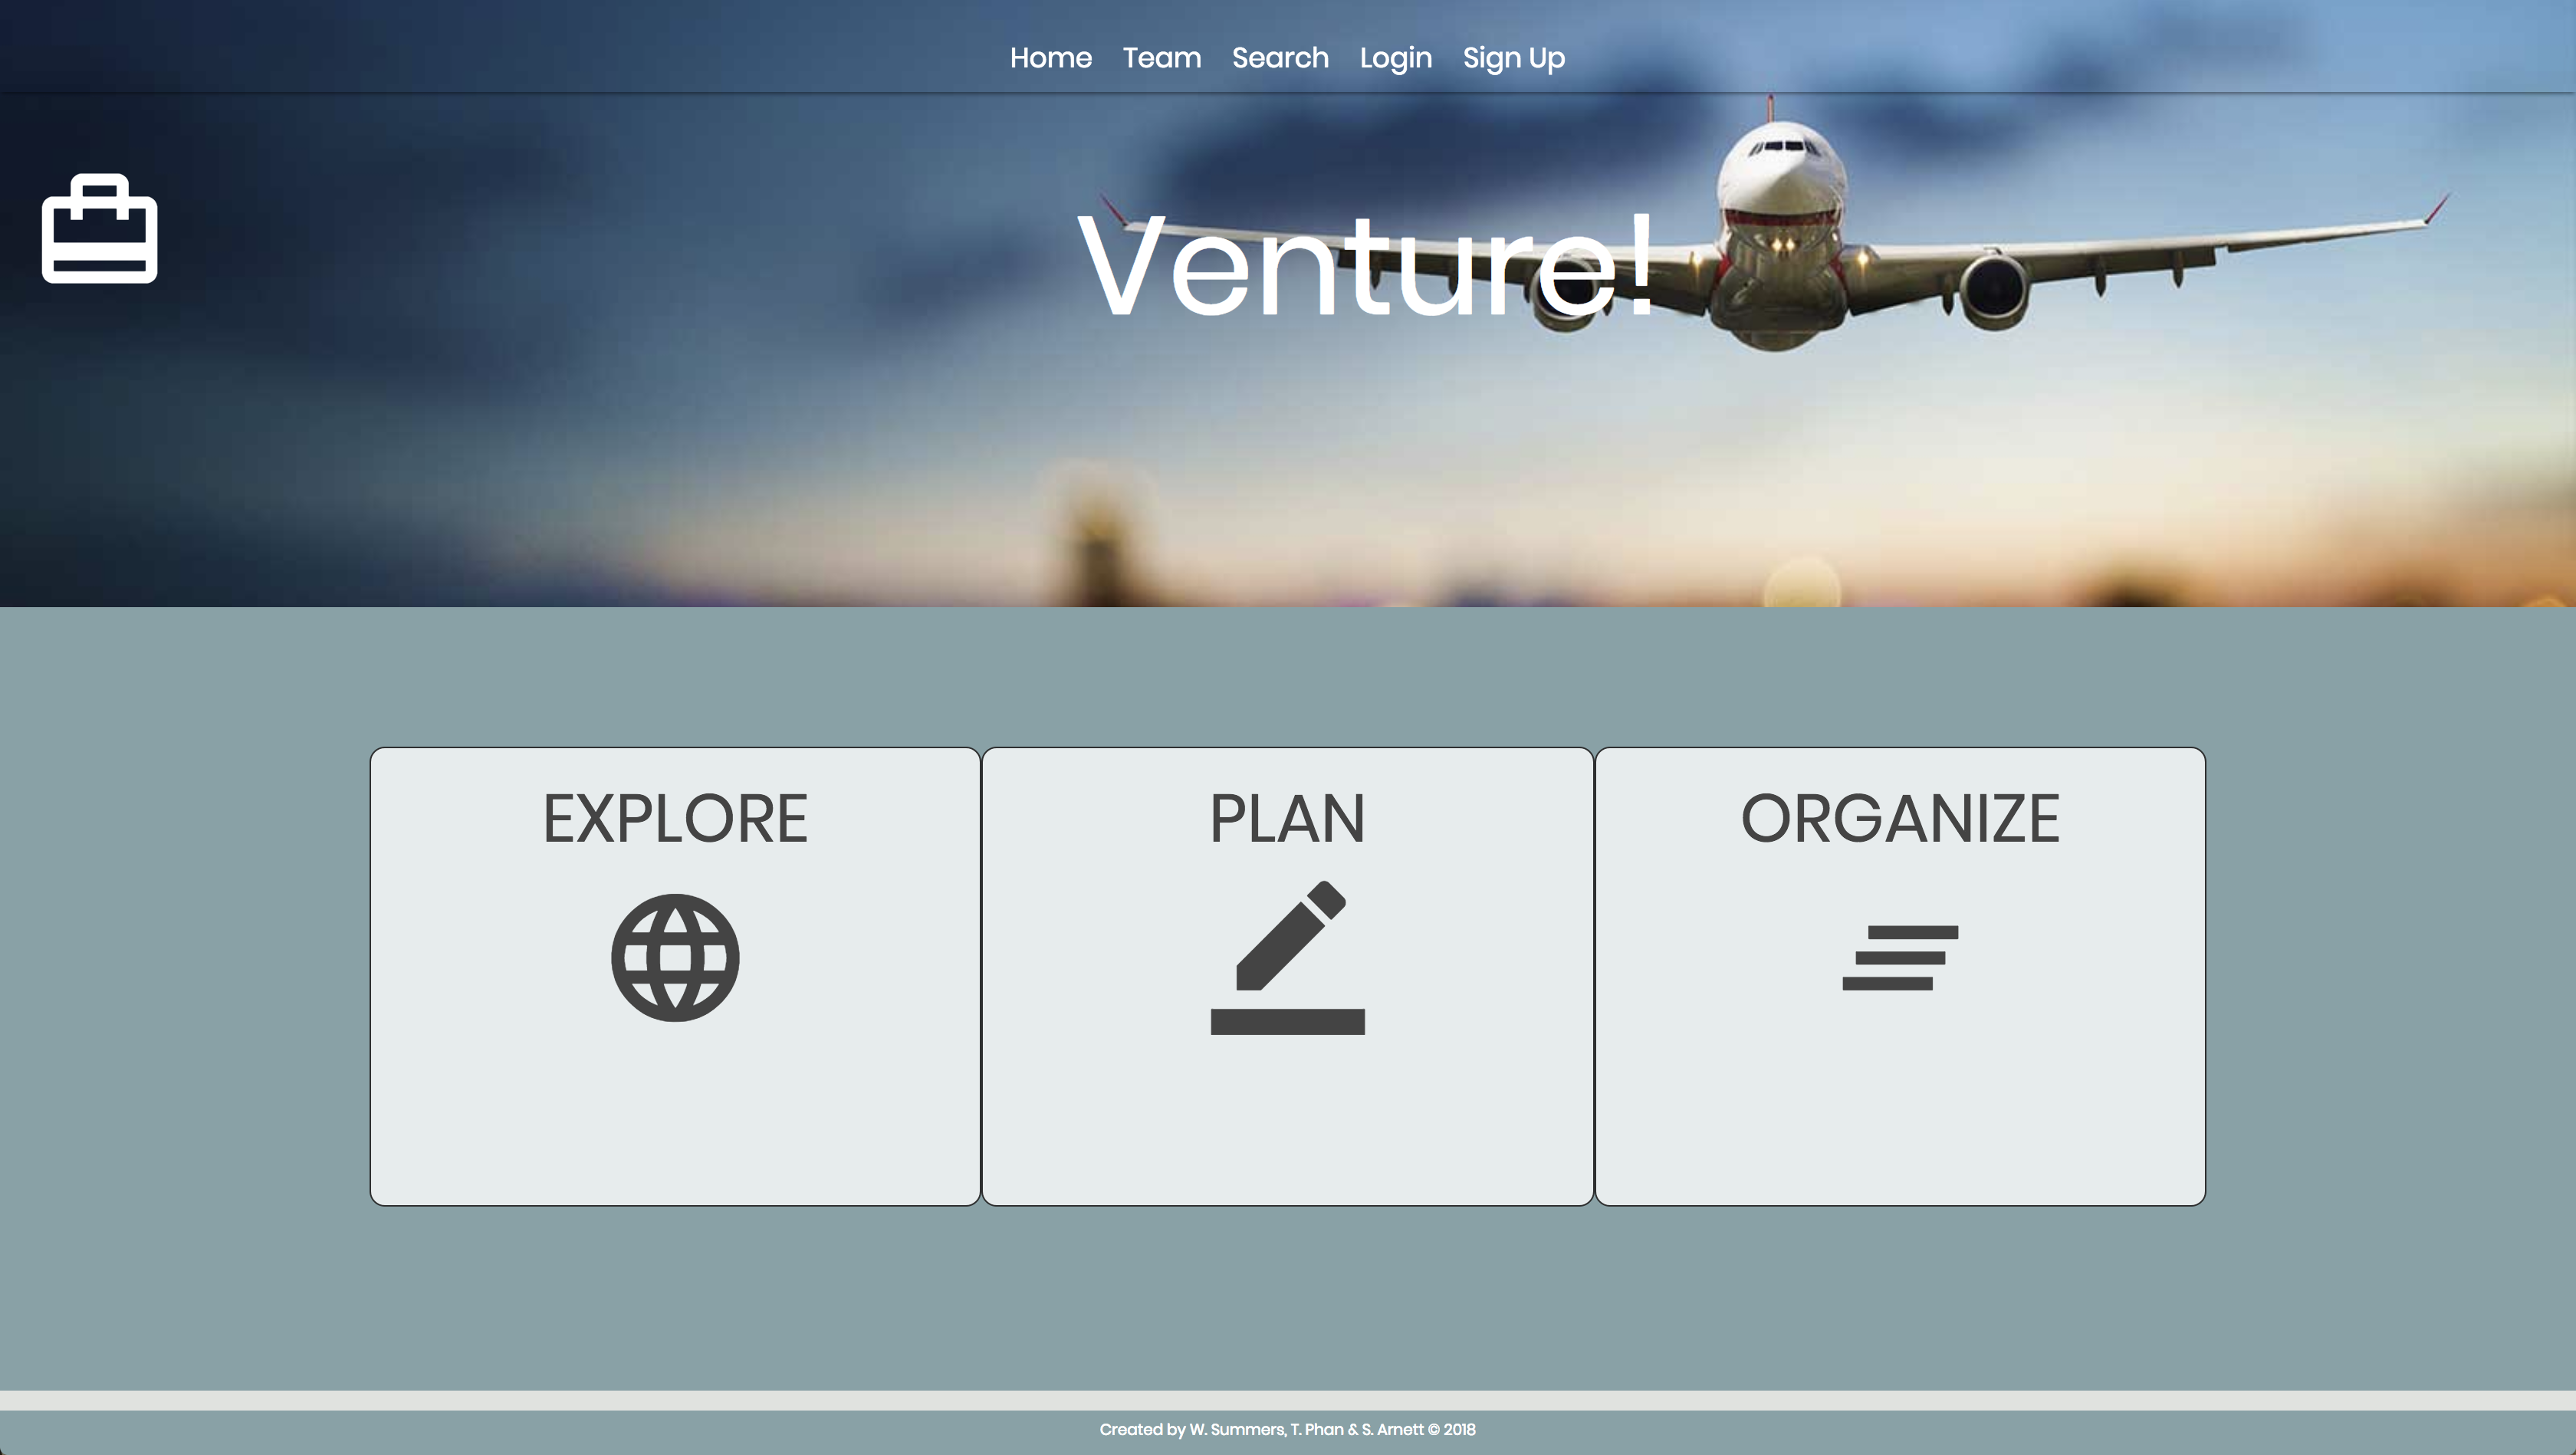 Home Team Search Login Sign Up
Venture!
EXPLORE PLAN ORGANIZE
Created by W. Summers, T. Phan & S. Arnett © 2018